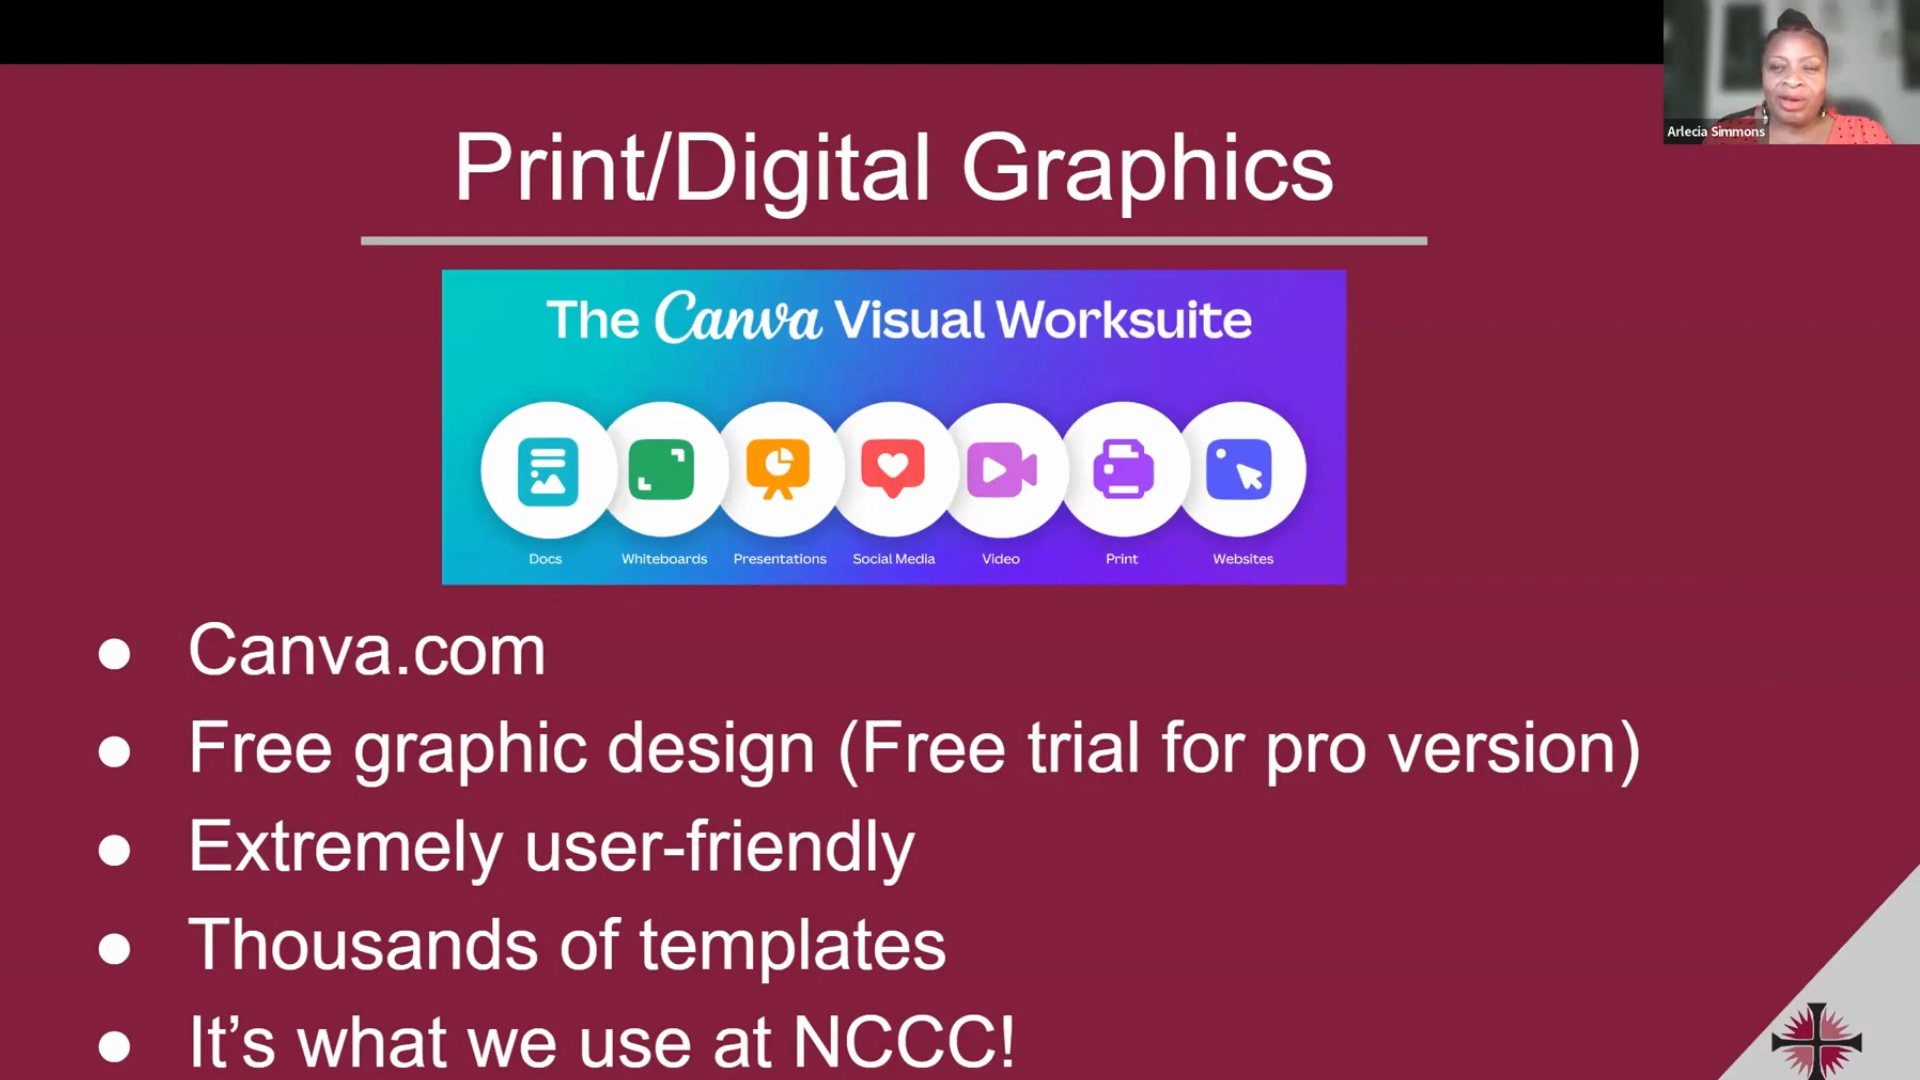 Arlecia Simmons
Print/Digital Graphics
The Canva Visual Worksuite
Docs Whiteboards Presentations Social Media Video Print Websites
● Canva.com
● Free graphic design (Free trial for pro version)
● Extremely user-friendly
● Thousands of templates
● It’s what we use at NCCC!